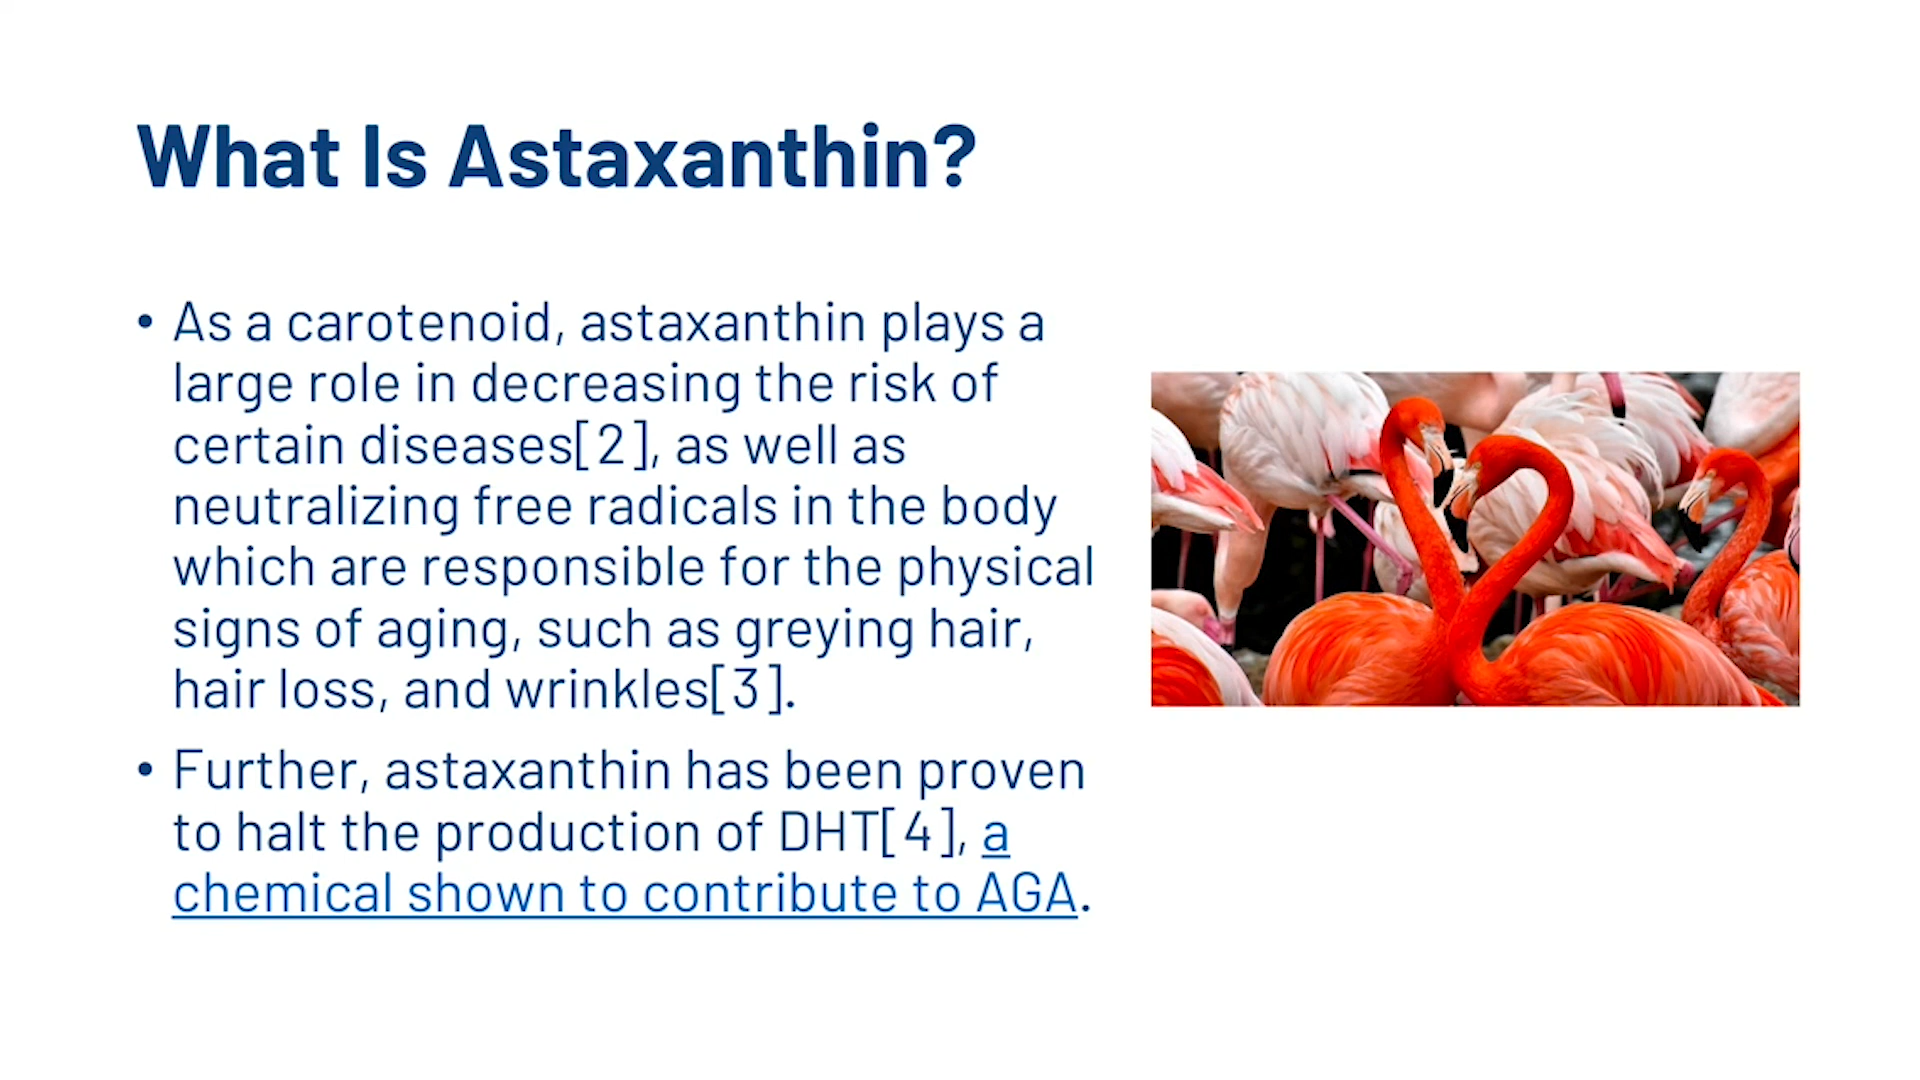 What Is Astaxanthin?
• As a carotenoid, astaxanthin plays a
large role in decreasing the risk of
certain diseases[2], as well as
neutralizing free radicals in the body
which are responsible for the physical
signs of aging, such as greying hair,
hair loss, and wrinkles[3].
• Further, astaxanthin has been proven
to halt the production of DHT[4], a
chemical shown to contribute to AGA.